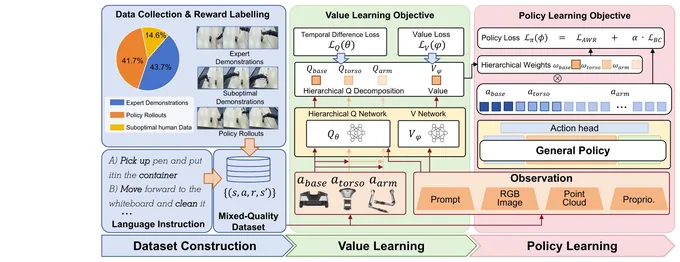 Data Collection & Reward Labelling
14.6%
41.7%
43.7%
Expert Demonstrations
Policy Rollouts
Suboptimal human Data
Expert
Demonstrations
Suboptimal
Demonstrations
Policy Rollouts
A) Pick up pen and put
itin the container
B) Move forward to the
whiteboard and clean it
...
Language Instruction
{(s, a, r, s')}
Mixed-Quality
Dataset
Dataset Construction
Value Learning Objective
Temporal Difference Loss
ℒ_Q(θ)
Value Loss
ℒ_V(φ)
Q_base Q_torso Q_arm V_φ
Hierarchical Q Decomposition Value
Hierarchical Q Network V Network
Q_θ V_φ
a_base a_torso a_arm
Value Learning
Policy Learning Objective
Policy Loss ℒ_π(ϕ) = ℒ_AWR + α · ℒ_BC
Hierarchical Weights ω_base ω_torso ω_arm
⊗
a_base a_torso a_arm
...
Action head
General Policy
Observation
Prompt
RGB
Image
Point
Cloud
Proprio.
Policy Learning